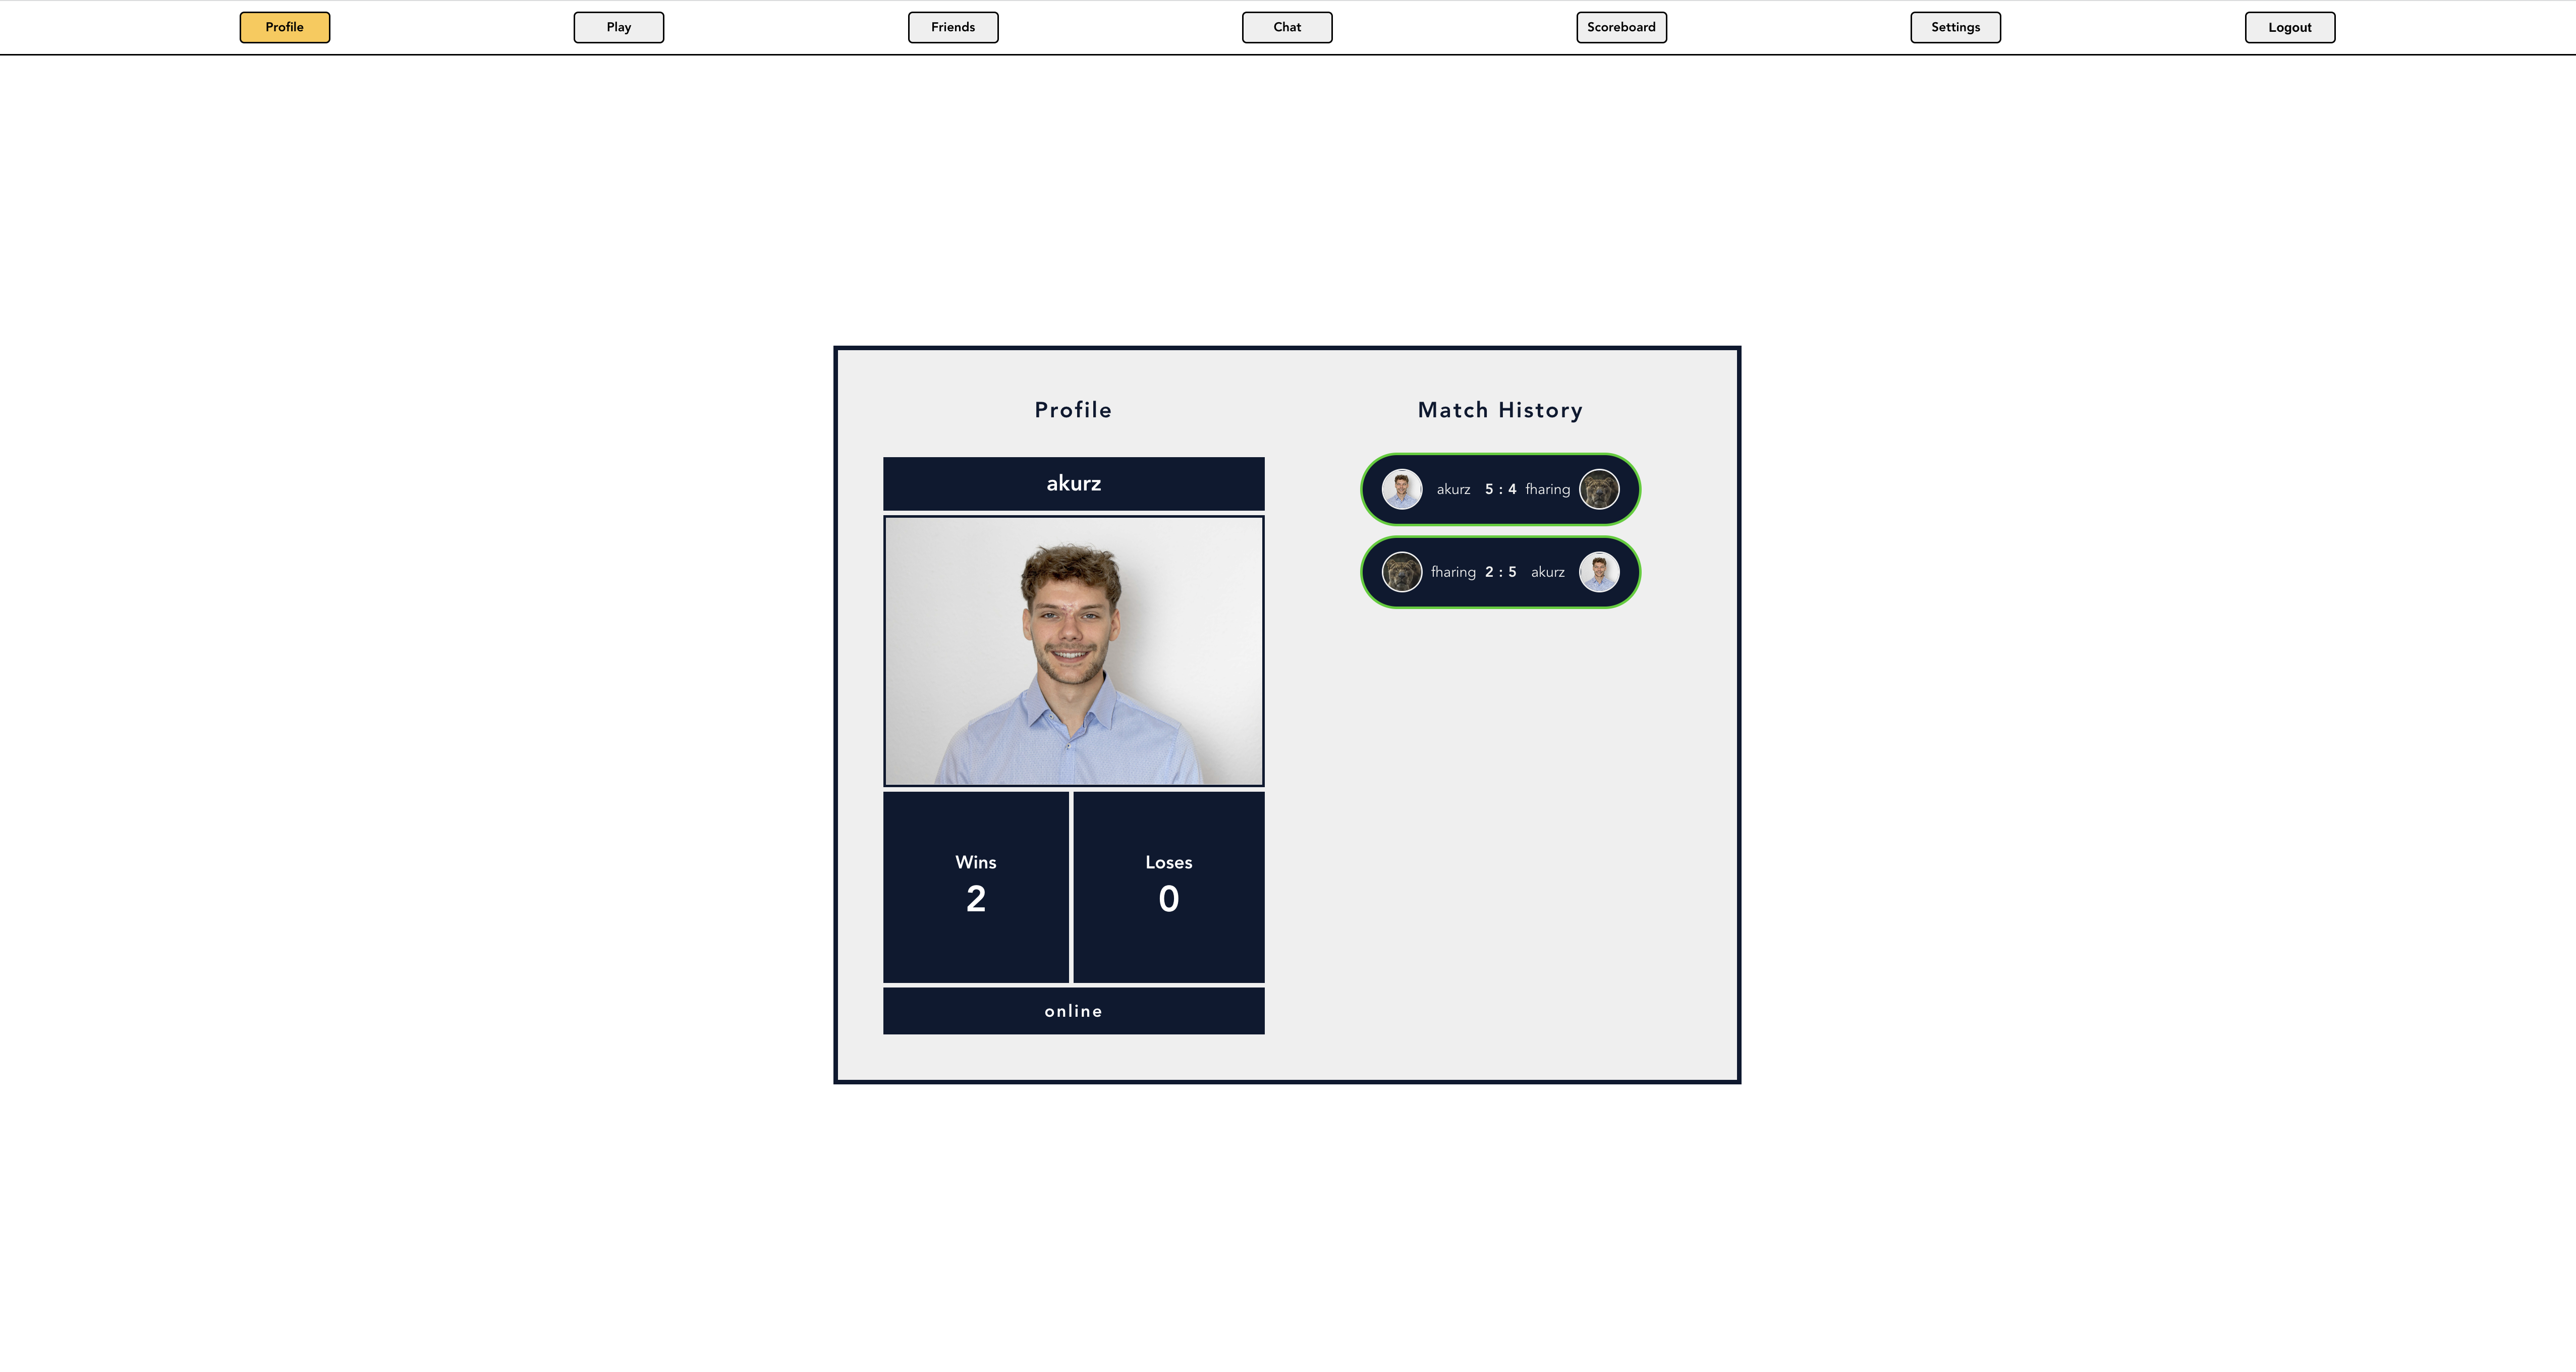 Profile Play Friends Chat Scoreboard Settings Logout
Profile
akurz
Wins
2
Loses
0
online
Match History
akurz 5 : 4 fharing
fharing 2 : 5 akurz